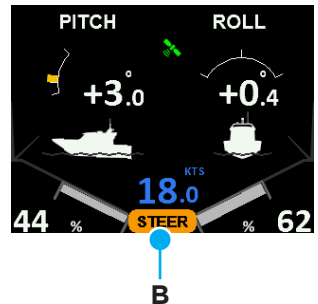 PITCH ROLL
+3.0° +0.4°
KTS
18.0
44 % STEER % 62
B